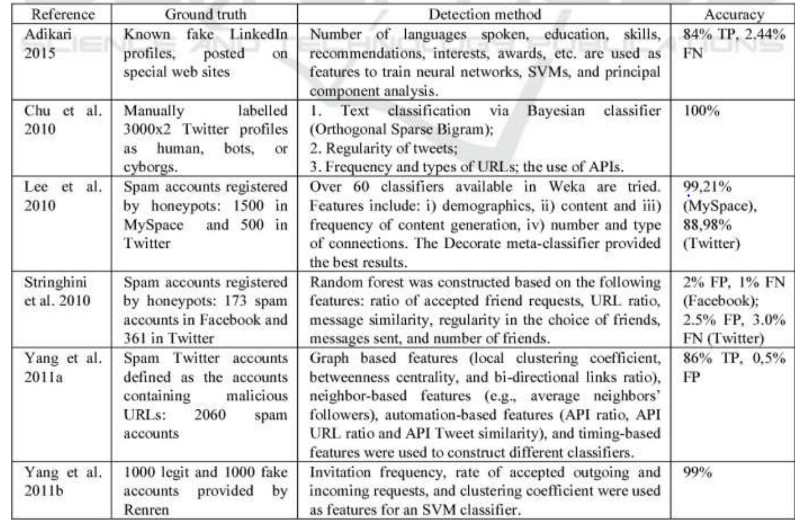 Reference Ground truth Detection method Accuracy
Adikari 2015
Known fake LinkedIn
profiles, posted on
special web sites
Number of languages spoken, education, skills,
recommendations, interests, awards, etc. are used as
features to train neural networks, SVMs, and principal
component analysis.
84% TP, 2.44%
FN
Chu et al.
2010
Manually labelled
3000x2 Twitter profiles
as human, bots, or
cyborgs.
1. Text classification via Bayesian classifier
(Orthogonal Sparse Bigram);
2. Regularity of tweets;
3. Frequency and types of URLs; the use of APIs.
100%
Lee et al.
2010
Spam accounts registered
by honeypots: 1500 in
MySpace and 500 in
Twitter
Over 60 classifiers available in Weka are tried.
Features include: i) demographics, ii) content and iii)
frequency of content generation, iv) number and type
of connections. The Decorate meta-classifier provided
the best results.
99,21%
(MySpace),
88,98%
(Twitter)
Stringhini
et al. 2010
Spam accounts registered
by honeypots: 173 spam
accounts in Facebook and
361 in Twitter
Random forest was constructed based on the following
features: ratio of accepted friend requests, URL ratio,
message similarity, regularity in the choice of friends,
messages sent, and number of friends.
2% FP, 1% FN
(Facebook);
2.5% FP, 3.0%
FN (Twitter)
Yang et al.
2011a
Spam Twitter accounts
defined as the accounts
containing malicious
URLs: 2060 spam
accounts
Graph based features (local clustering coefficient,
betweenness centrality, and bi-directional links ratio),
neighbor-based features (e.g., average neighbors'
followers), automation-based features (API ratio, API
URL ratio and API Tweet similarity), and timing-based
features were used to construct different classifiers.
86% TP, 0,5%
FP
Yang et al.
2011b
1000 legit and 1000 fake
accounts provided by
Renren
Invitation frequency, rate of accepted outgoing and
incoming requests, and clustering coefficient were used
as features for an SVM classifier.
99%
SCIENCE AND TECHNOLOGY PUBLICATIONS